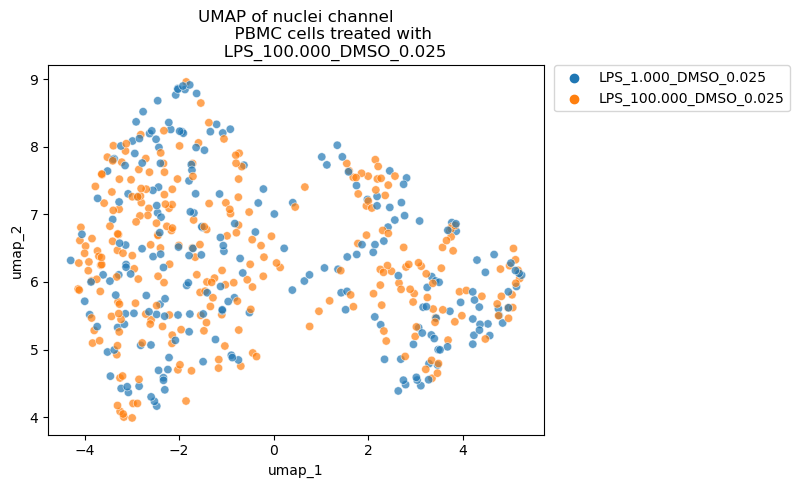 UMAP of nuclei channel
PBMC cells treated with
LPS_100.000_DMSO_0.025
LPS_1.000_DMSO_0.025
LPS_100.000_DMSO_0.025
9
8
7
6
5
4
umap_2
−4
−2
0
2
4
umap_1